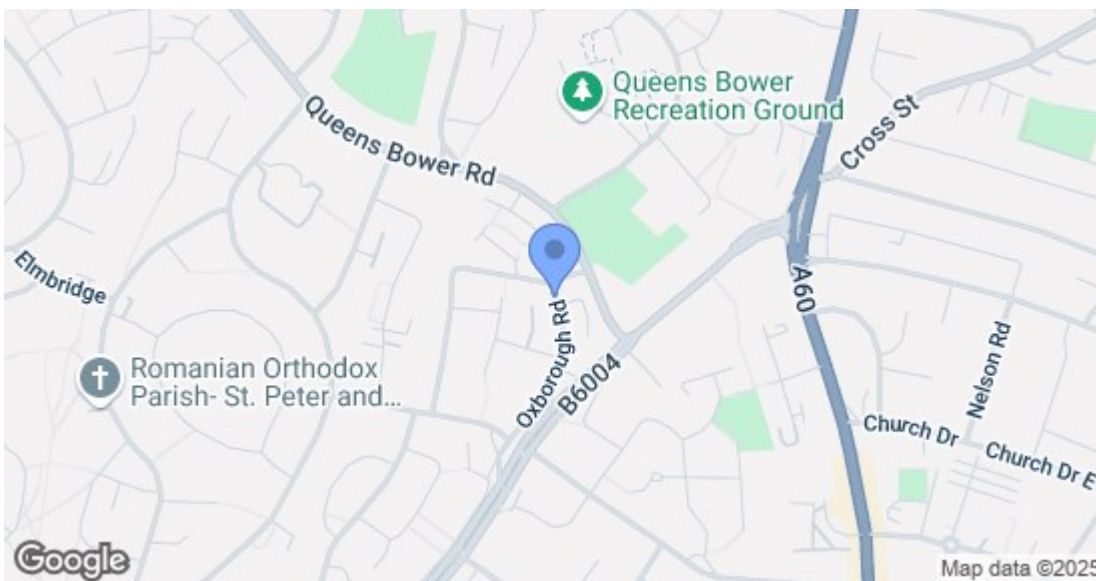 Queens Bower
Recreation Ground
Cross St
Queens Bower Rd
Elmbridge
A60
Oxborough Rd
B6004
Nelson Rd
Romanian Orthodox
Parish- St. Peter and...
Church Dr
Church Dr E
Google
Map data ©2025